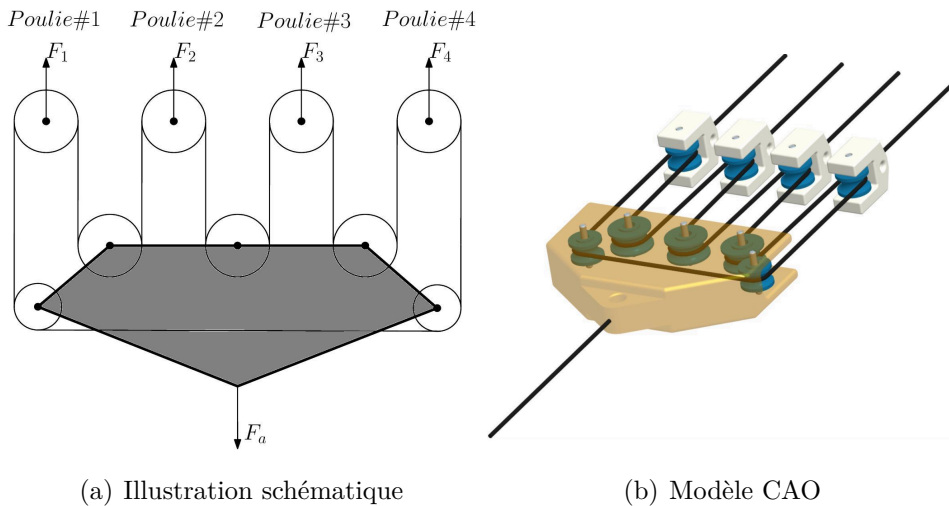 Poulie#1 Poulie#2 Poulie#3 Poulie#4
F1 F2 F3 F4
Fa
(a) Illustration schématique
(b) Modèle CAO